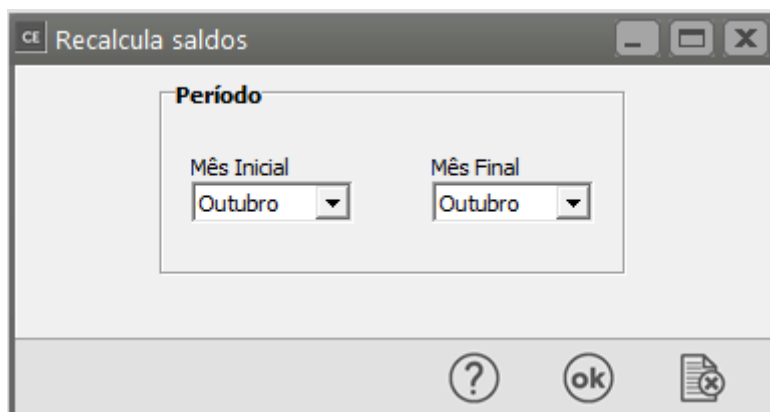 CE Recalcula saldos
Período
Mês Inicial Mês Final
Outubro Outubro
? ok